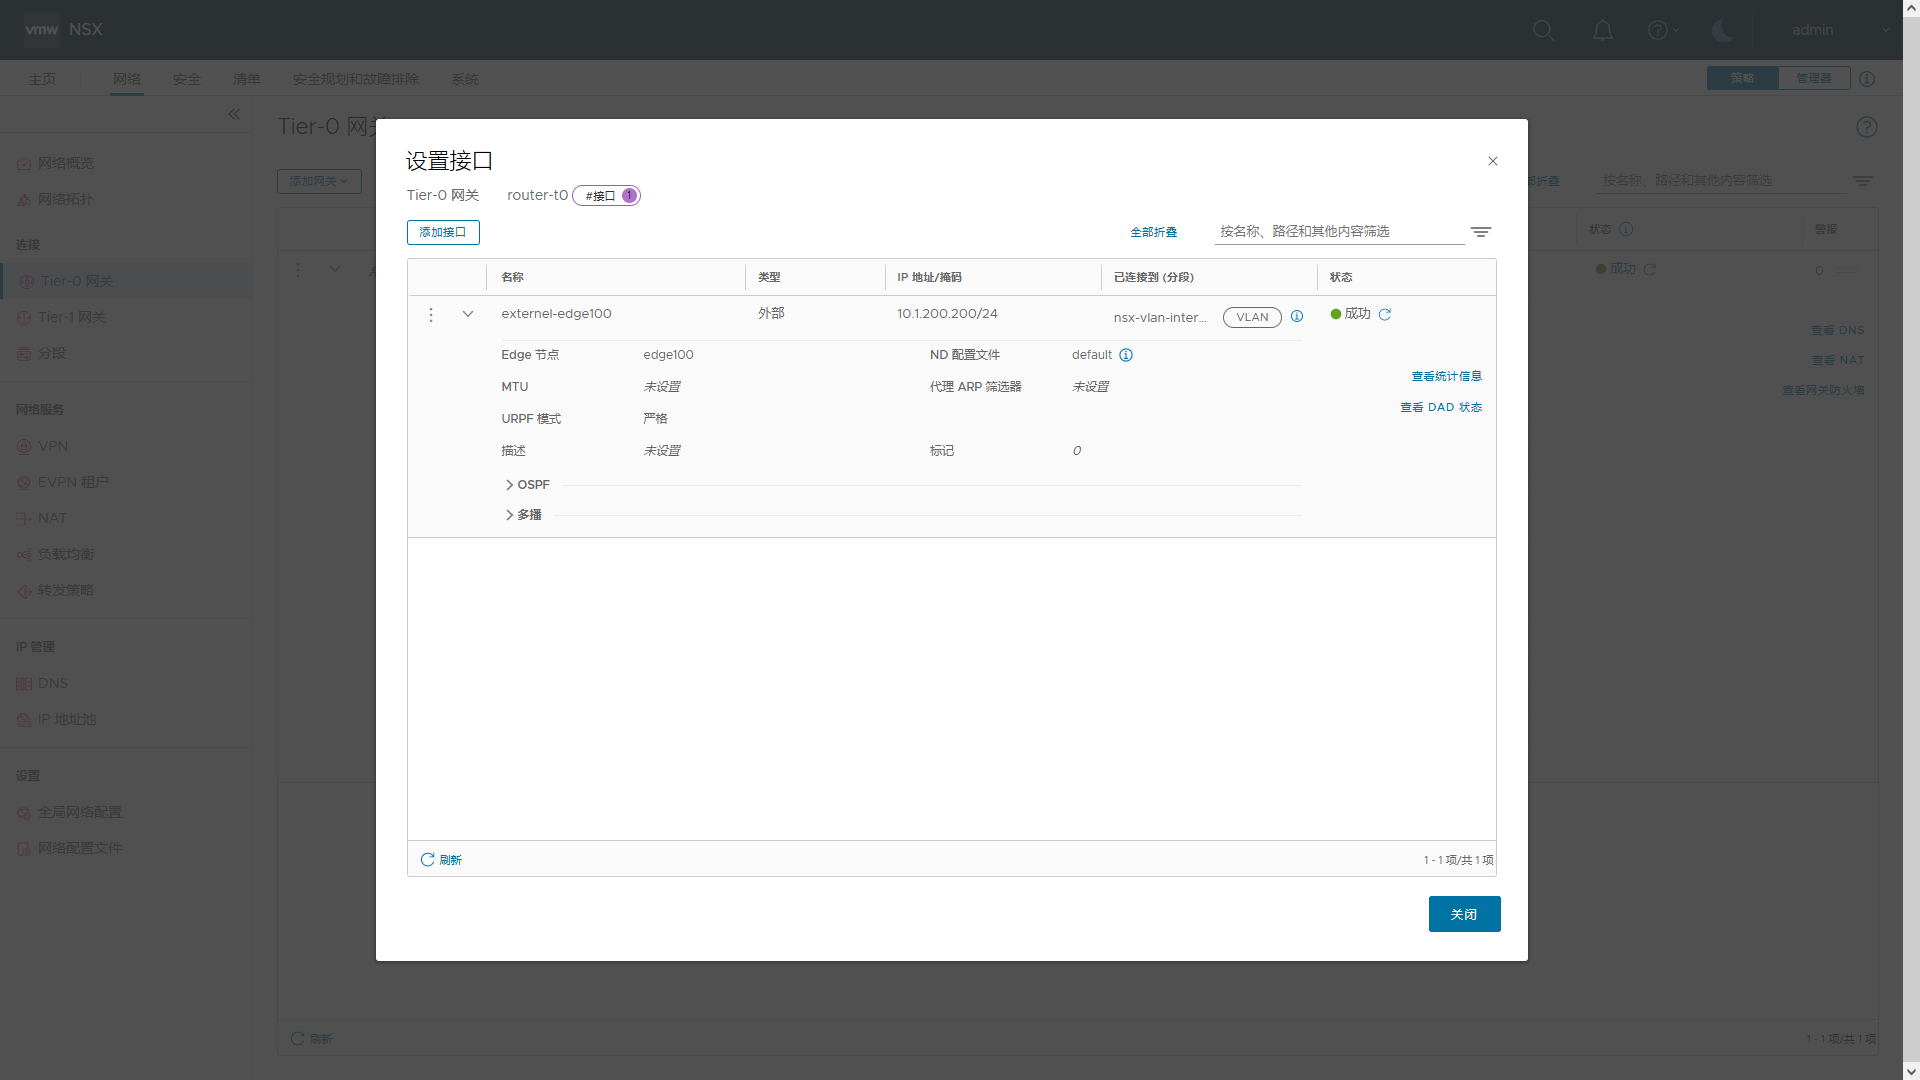 vmw NSX
admin
主页 网络 安全 清单 安全规划和故障排除 系统
策略 管理器
Tier-0 网关
添加网关
部折叠
按名称、路径和其他内容筛选
状态
警报
成功
0
查看 DNS
查看 NAT
查看网关防火墙
网络概览
网络拓扑
连接
Tier-0 网关
Tier-1 网关
分段
网络服务
VPN
EVPN 租户
NAT
负载均衡
转发策略
IP 管理
DNS
IP 地址池
设置
全局网络配置
网络配置文件
设置接口
Tier-0 网关 router-t0 #接口 1
添加接口
全部折叠
按名称、路径和其他内容筛选
名称 类型 IP 地址/掩码 已连接到 (分段) 状态
externel-edge100 外部 10.1.200.200/24 nsx-vlan-inter... VLAN 成功
Edge 节点 edge100 ND 配置文件 default
MTU 未设置 代理 ARP 筛选器 未设置
URPF 模式 严格
描述 未设置 标记 0
查看统计信息
查看 DAD 状态
OSPF
多播
刷新
1 - 1 项/共 1 项
关闭
刷新
1 - 1 项/共 1 项